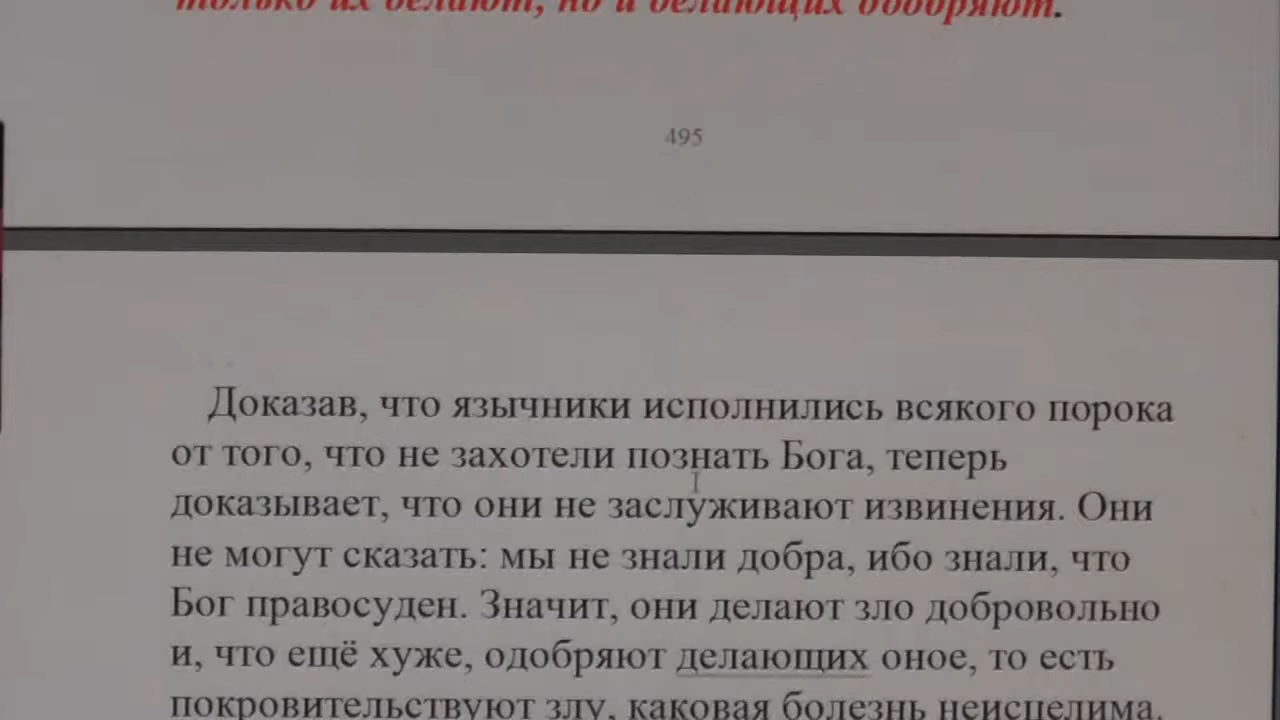 только их делают, но и делающих одобряют.
495
Доказав, что язычники исполнились всякого порока
от того, что не захотели познать Бога, теперь
доказывает, что они не заслуживают извинения. Они
не могут сказать: мы не знали добра, ибо знали, что
Бог правосуден. Значит, они делают зло добровольно
и, что ещё хуже, одобряют делающих оное, то есть
покровительствуют злу, каковая болезнь неисцелима.